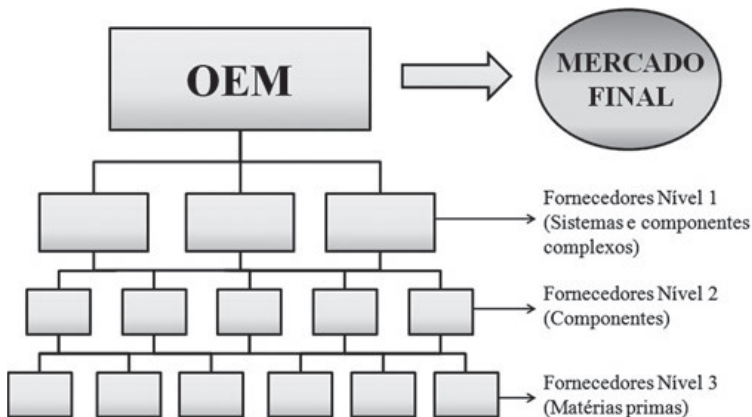 OEM
MERCADO
FINAL
Fornecedores Nível 1
(Sistemas e componentes
complexos)
Fornecedores Nível 2
(Componentes)
Fornecedores Nível 3
(Matérias primas)